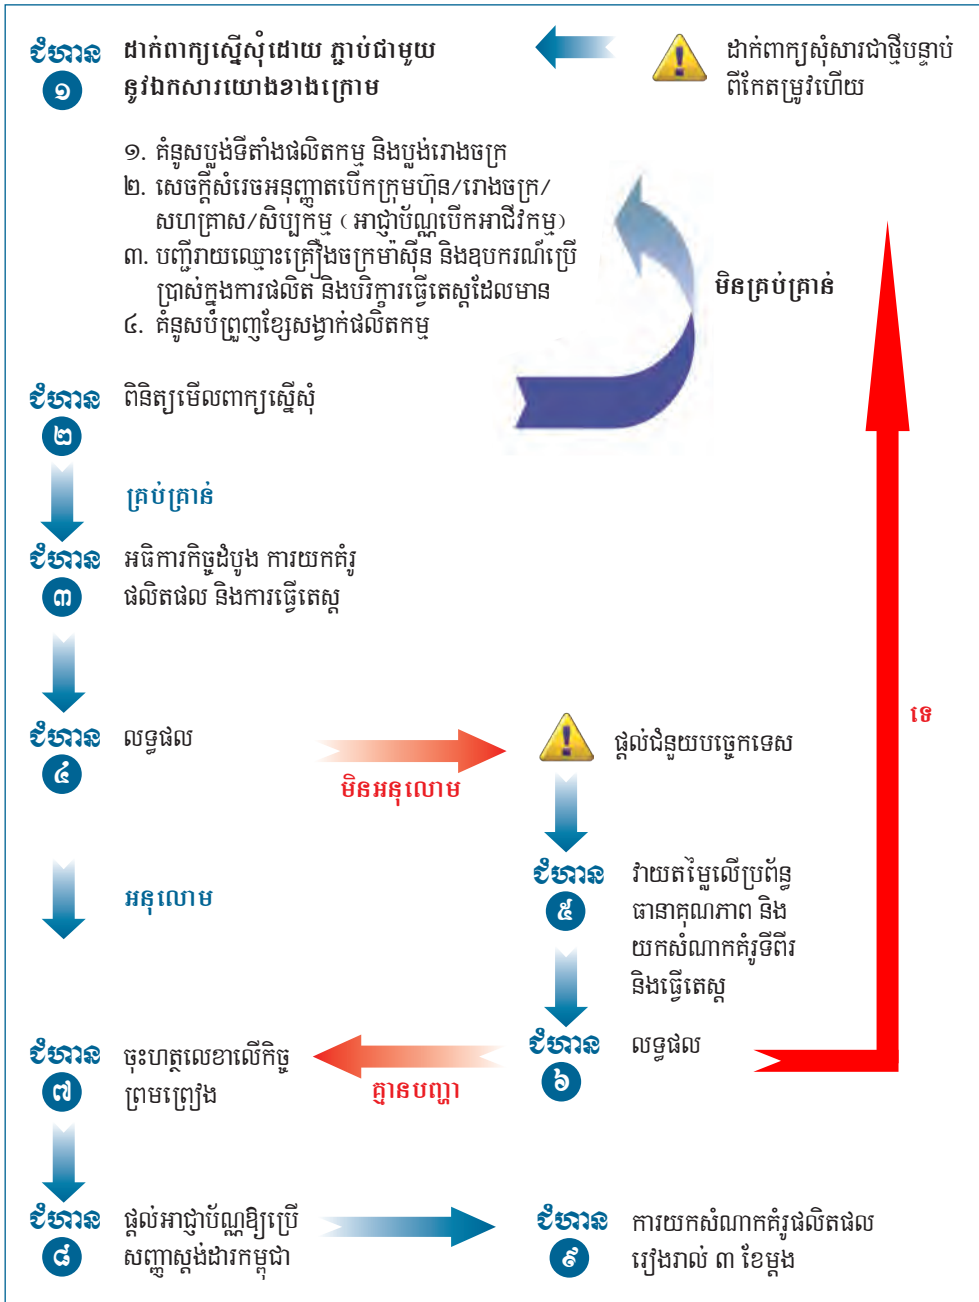 ជំហាន ១
ដាក់ពាក្យស្នើសុំដោយ ភ្ជាប់ជាមួយ
នូវឯកសារយោងខាងក្រោម
ដាក់ពាក្យសុំសារជាថ្មីបន្ទាប់
ពីកែតម្រូវហើយ
១. គំនូសប្លង់ទីតាំងផលិតកម្ម និងប្លង់រោងចក្រ
២. សេចក្តីសំរេចអនុញ្ញាតបើកក្រុមហ៊ុន/រោងចក្រ/
សហគ្រាស/សិប្បកម្ម ( អាជ្ញាប័ណ្ណបើកអាជីវកម្ម)
៣. បញ្ជីរាយឈ្មោះគ្រឿងចក្រម៉ាស៊ីន និងឧបករណ៍ប្រើ
ប្រាស់ក្នុងការផលិត និងបរិក្ខារធ្វើតេស្តដែលមាន
៤. គំនូសបំព្រួញខ្សែសង្វាក់ផលិតកម្ម
មិនគ្រប់គ្រាន់
ជំហាន ២
ពិនិត្យមើលពាក្យស្នើសុំ
គ្រប់គ្រាន់
ជំហាន ៣
អធិការកិច្ចដំបូង ការយកគំរូ
ផលិតផល និងការធ្វើតេស្ត
ទេ
ជំហាន ៤
លទ្ធផល
មិនអនុលោម
ផ្តល់ជំនួយបច្ចេកទេស
អនុលោម
ជំហាន ៥
វាយតម្លៃលើប្រព័ន្ធ
ធានាគុណភាព និង
យកសំណាកគំរូទីពីរ
និងធ្វើតេស្ត
ជំហាន ៦
លទ្ធផល
គ្មានបញ្ហា
ជំហាន ៧
ចុះហត្ថលេខាលើកិច្ច
ព្រមព្រៀង
ជំហាន ៨
ផ្តល់អាជ្ញាប័ណ្ណឱ្យប្រើ
សញ្ញាស្តង់ដារកម្ពុជា
ជំហាន ៩
ការយកសំណាកគំរូផលិតផល
រៀងរាល់ ៣ ខែម្តង